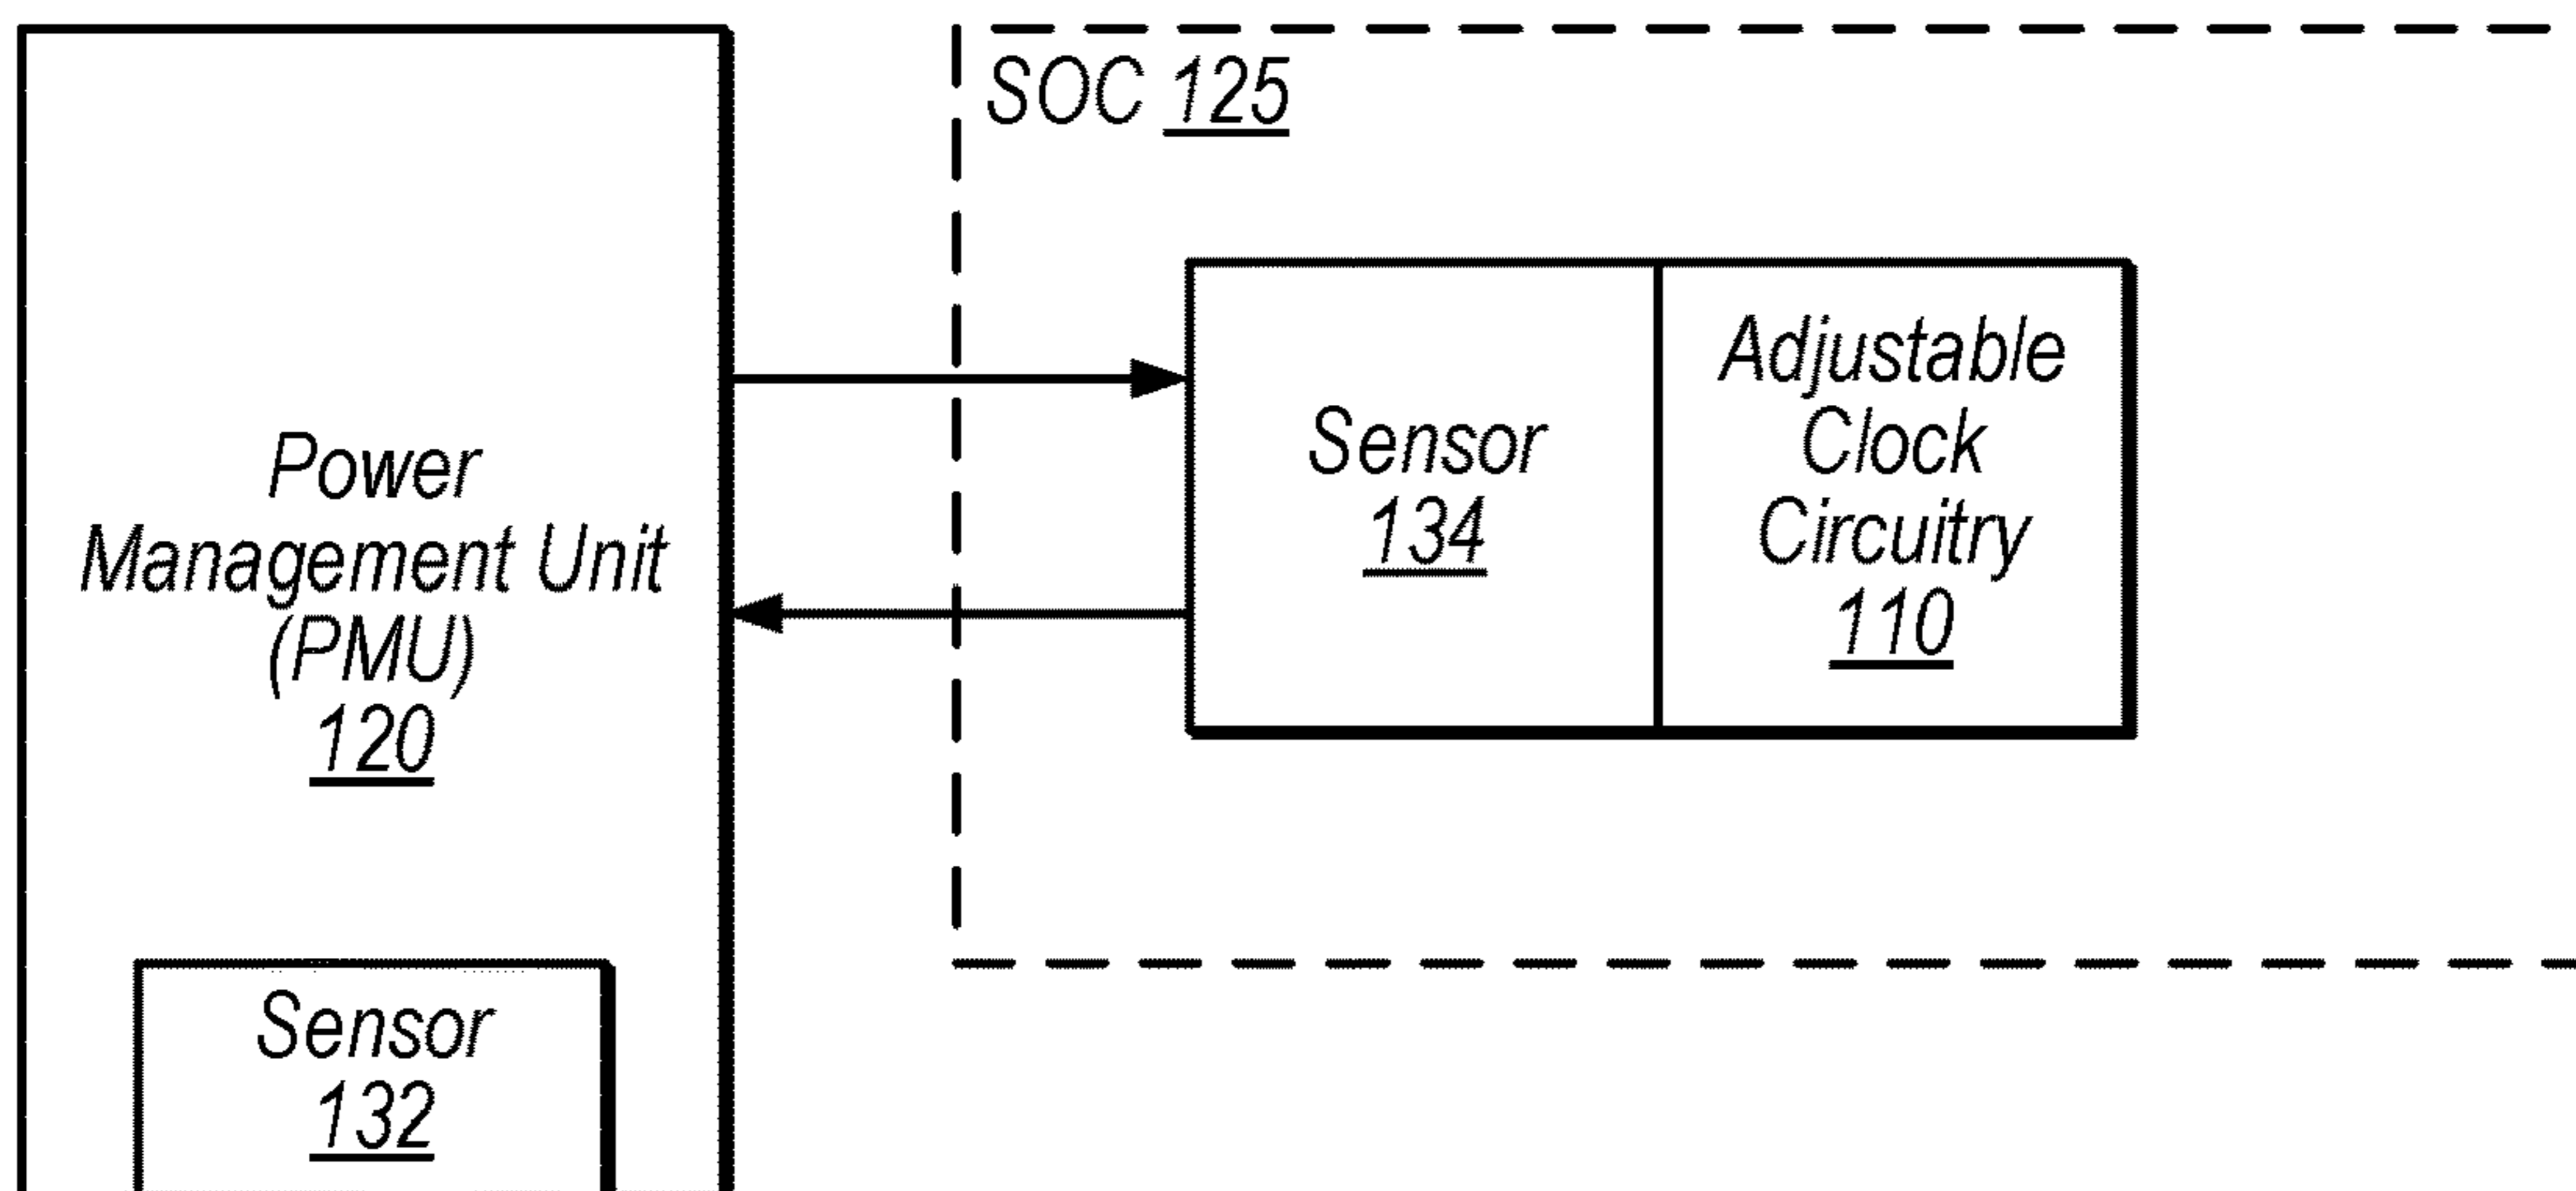 SOC 125
Power
Management Unit
(PMU)
120
Sensor
134
Adjustable
Clock
Circuitry
110
Sensor
132